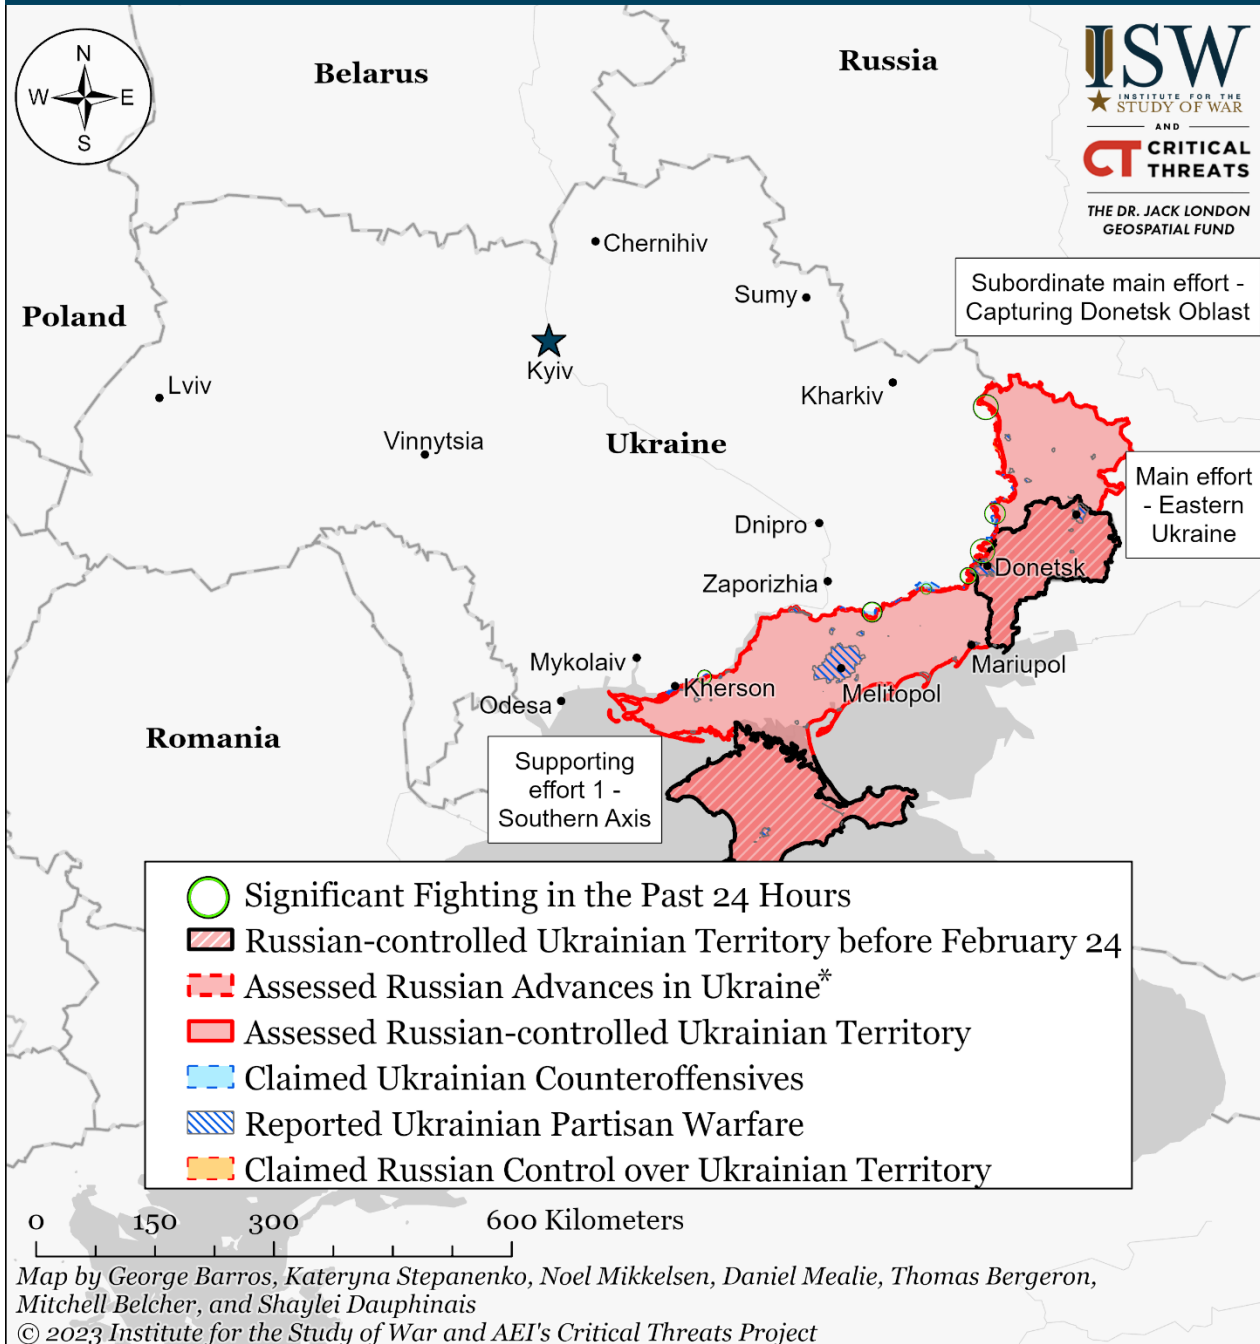 N
W
E
S
Belarus
Russia
ISW
INSTITUTE FOR THE
STUDY OF WAR
AND
CT CRITICAL
THREATS
THE DR. JACK LONDON
GEOSPATIAL FUND
Chernihiv
Sumy
Subordinate main effort -
Capturing Donetsk Oblast
Poland
Kyiv
Lviv
Kharkiv
Vinnytsia
Ukraine
Main effort
- Eastern
Ukraine
Dnipro
Donetsk
Zaporizhia
Mykolaiv
Mariupol
Kherson
Melitopol
Odesa
Romania
Supporting
effort 1 -
Southern Axis
Significant Fighting in the Past 24 Hours
Russian-controlled Ukrainian Territory before February 24
Assessed Russian Advances in Ukraine*
Assessed Russian-controlled Ukrainian Territory
Claimed Ukrainian Counteroffensives
Reported Ukrainian Partisan Warfare
Claimed Russian Control over Ukrainian Territory
0 150 300 600 Kilometers
Map by George Barros, Kateryna Stepanenko, Noel Mikkelsen, Daniel Mealie, Thomas Bergeron,
Mitchell Belcher, and Shaylei Dauphinais
© 2023 Institute for the Study of War and AEI's Critical Threats Project